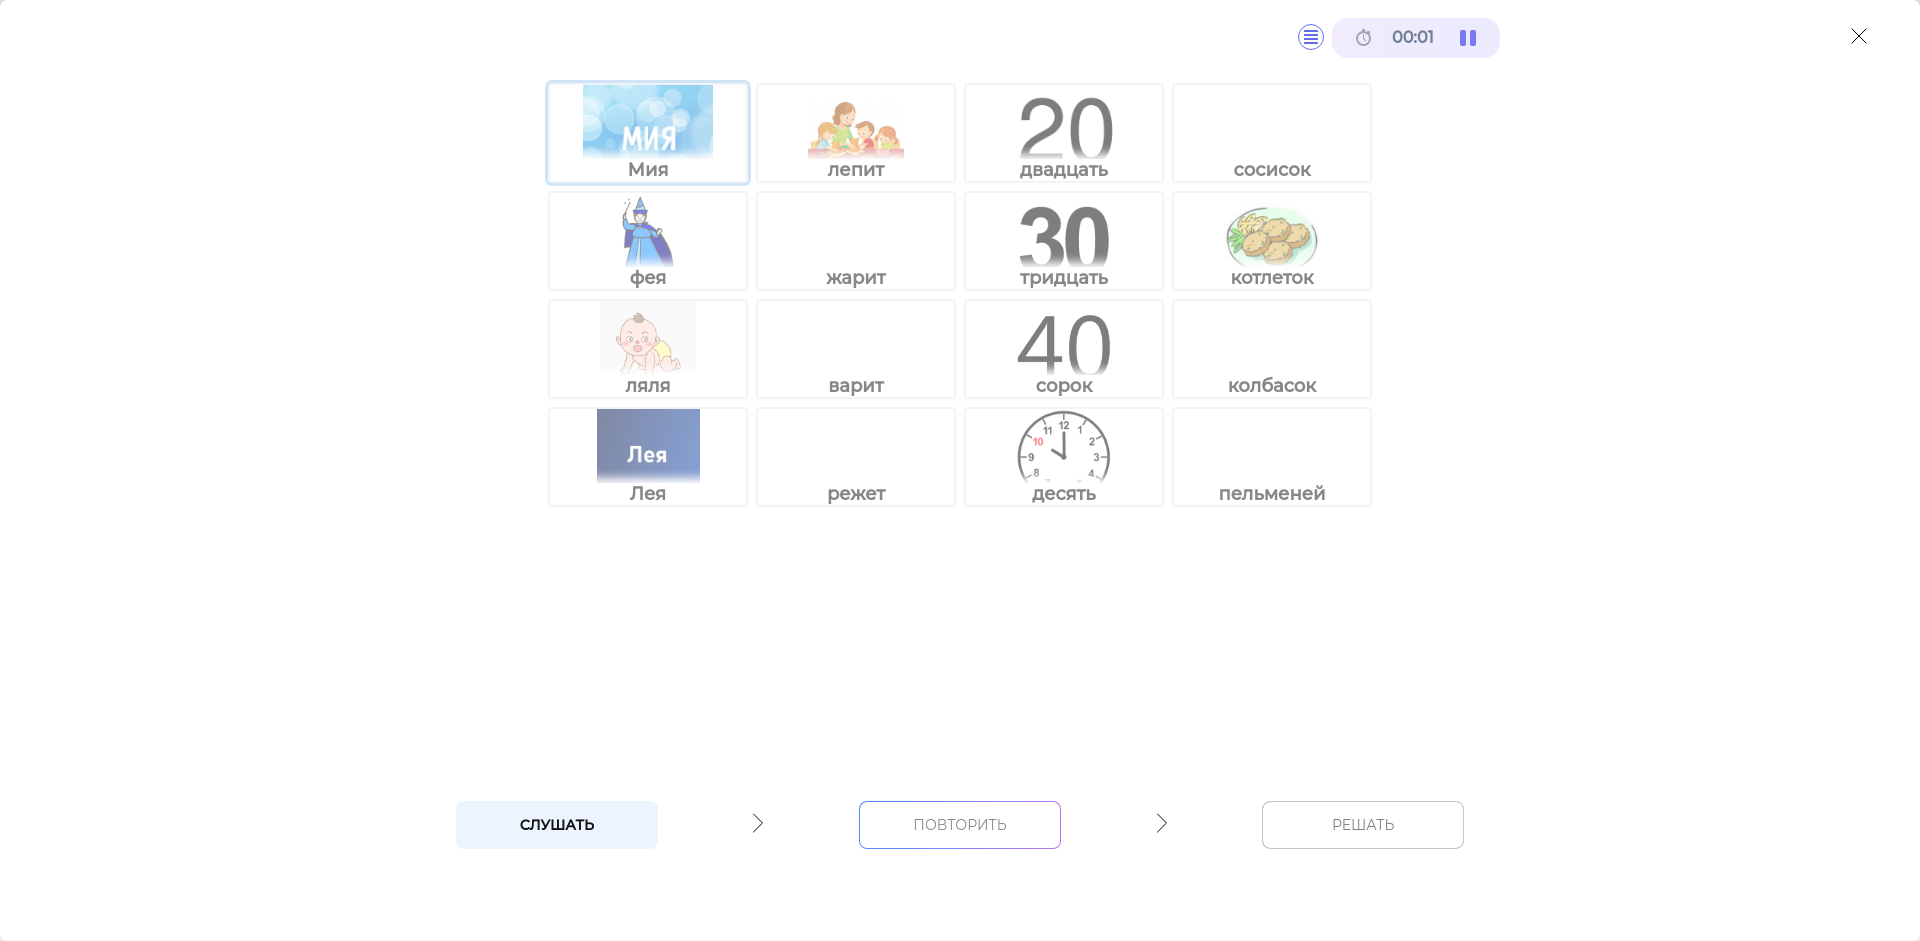 00:01
МИЯ
Мия
лепит
20
двадцать
сосисок
фея
жарит
30
тридцать
котлеток
ляля
варит
40
сорок
колбасок
Лея
Лея
режет
12
11
1
10
2
9
3
8
4
десять
пельменей
СЛУШАТЬ
ПОВТОРИТЬ
РЕШАТЬ